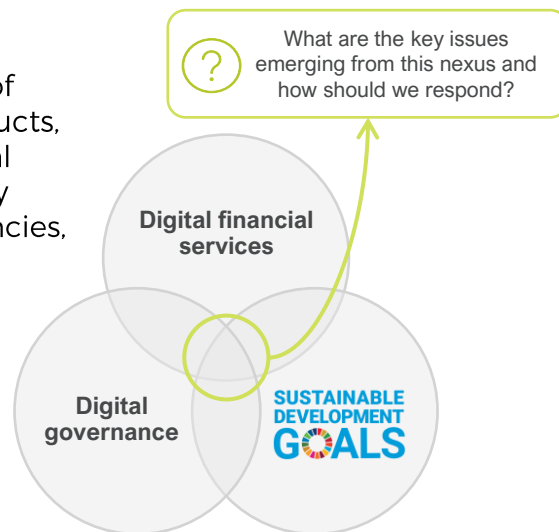 What are the key issues
emerging from this nexus and
how should we respond?
?
of
ucts,
y
ncies,
Digital financial
services
Digital
governance
SUSTAINABLE
DEVELOPMENT
GOALS